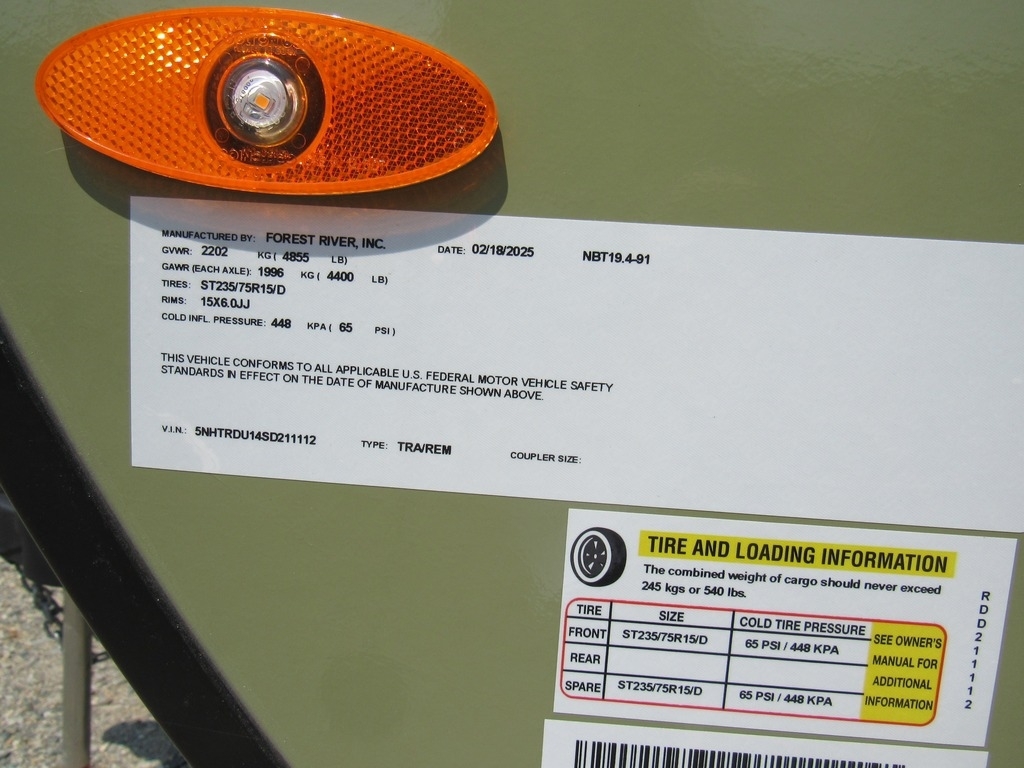 MANUFACTURED BY: FOREST RIVER, INC.
GVWR: 2202 KG ( 4855 LB) DATE: 02/18/2025 NBT19.4-91
GAWR (EACH AXLE): 1996 KG ( 4400 LB)
TIRES: ST235/75R15/D
RIMS: 15X6.0JJ
COLD INFL. PRESSURE: 448 KPA ( 65 PSI )
THIS VEHICLE CONFORMS TO ALL APPLICABLE U.S. FEDERAL MOTOR VEHICLE SAFETY
STANDARDS IN EFFECT ON THE DATE OF MANUFACTURE SHOWN ABOVE.
V.I.N.: 5NHTRDU14SD211112 TYPE: TRA/REM COUPLER SIZE:
TIRE AND LOADING INFORMATION
The combined weight of cargo should never exceed
245 kgs or 540 lbs.
TIRE SIZE COLD TIRE PRESSURE
FRONT ST235/75R15/D 65 PSI / 448 KPA
REAR
SPARE ST235/75R15/D 65 PSI / 448 KPA
SEE OWNER'S
MANUAL FOR
ADDITIONAL
INFORMATION
RDD211112